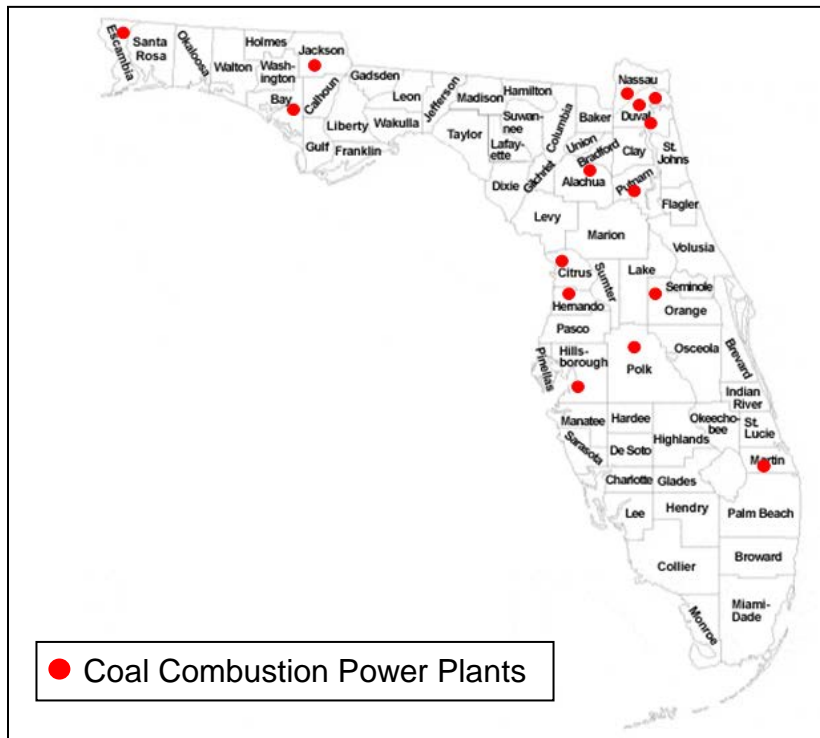 Escambia
Santa
Rosa
Okaloosa
Walton
Holmes
Wash-
ington
Jackson
Bay
Calhoun
Gulf
Liberty
Franklin
Gadsden
Leon
Wakulla
Jefferson
Madison
Taylor
Hamilton
Suwan-
nee
Lafay-
ette
Dixie
Columbia
Gilchrist
Baker
Union
Bradford
Alachua
Levy
Nassau
Duval
Clay
St.
Johns
Putnam
Flagler
Marion
Volusia
Citrus
Sumter
Lake
Seminole
Orange
Hernando
Pasco
Pinellas
Hills-
borough
Polk
Osceola
Brevard
Indian
River
Manatee
Hardee
Highlands
Okeecho-
bee
St.
Lucie
Sarasota
De Soto
Martin
Charlotte
Glades
Lee
Hendry
Palm Beach
Collier
Broward
Monroe
Miami-
Dade
Coal Combustion Power Plants